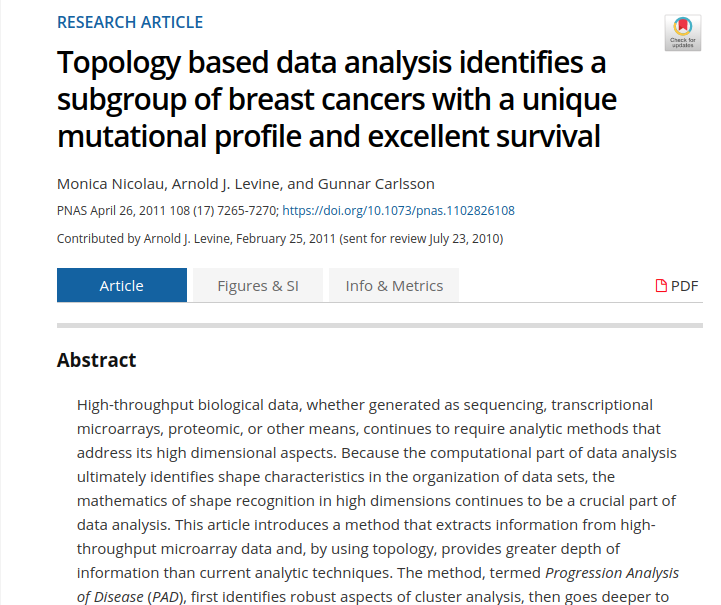 RESEARCH ARTICLE
Check for
updates
Topology based data analysis identifies a
subgroup of breast cancers with a unique
mutational profile and excellent survival
Monica Nicolau, Arnold J. Levine, and Gunnar Carlsson
PNAS April 26, 2011 108 (17) 7265-7270; https://doi.org/10.1073/pnas.1102826108
Contributed by Arnold J. Levine, February 25, 2011 (sent for review July 23, 2010)
Article Figures & SI Info & Metrics PDF
Abstract
High-throughput biological data, whether generated as sequencing, transcriptional
microarrays, proteomic, or other means, continues to require analytic methods that
address its high dimensional aspects. Because the computational part of data analysis
ultimately identifies shape characteristics in the organization of data sets, the
mathematics of shape recognition in high dimensions continues to be a crucial part of
data analysis. This article introduces a method that extracts information from high-
throughput microarray data and, by using topology, provides greater depth of
information than current analytic techniques. The method, termed Progression Analysis
of Disease (PAD), first identifies robust aspects of cluster analysis, then goes deeper to